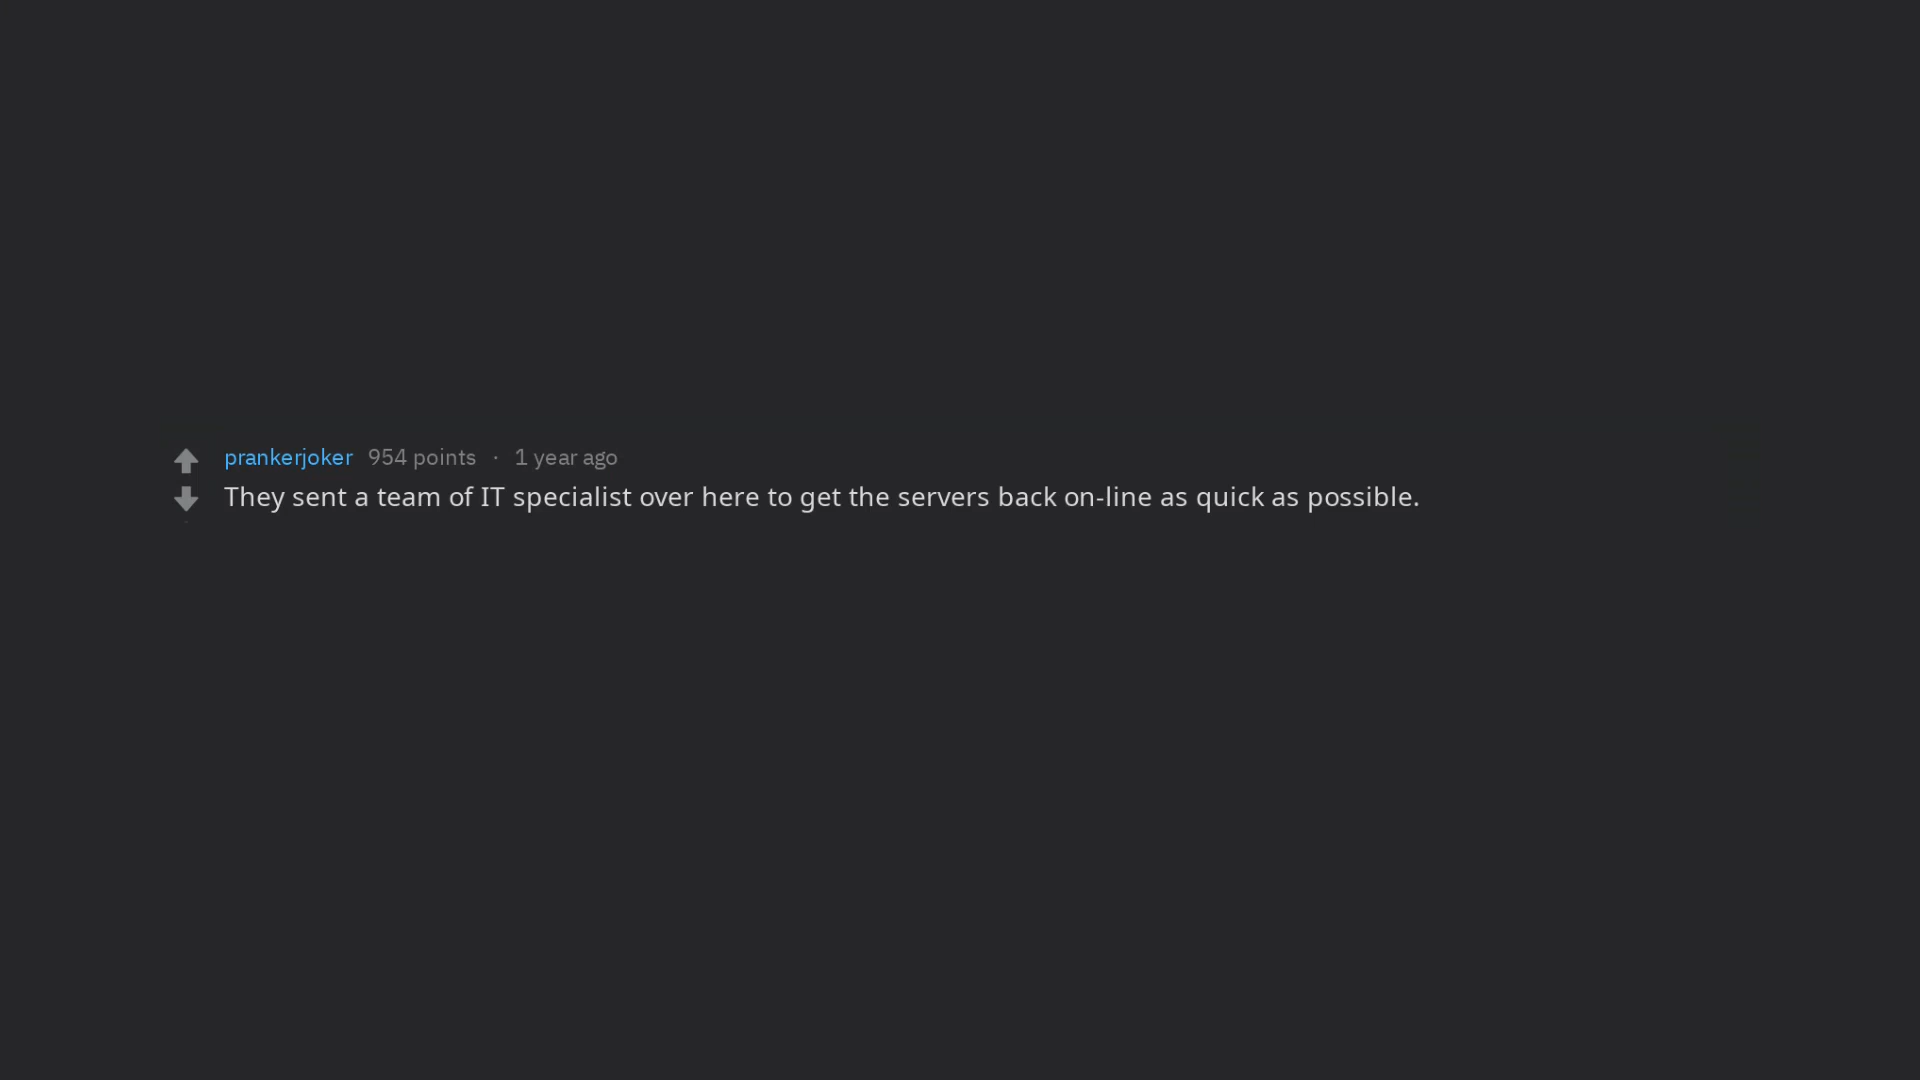 prankerjoker 954 points · 1 year ago
They sent a team of IT specialist over here to get the servers back on-line as quick as possible.